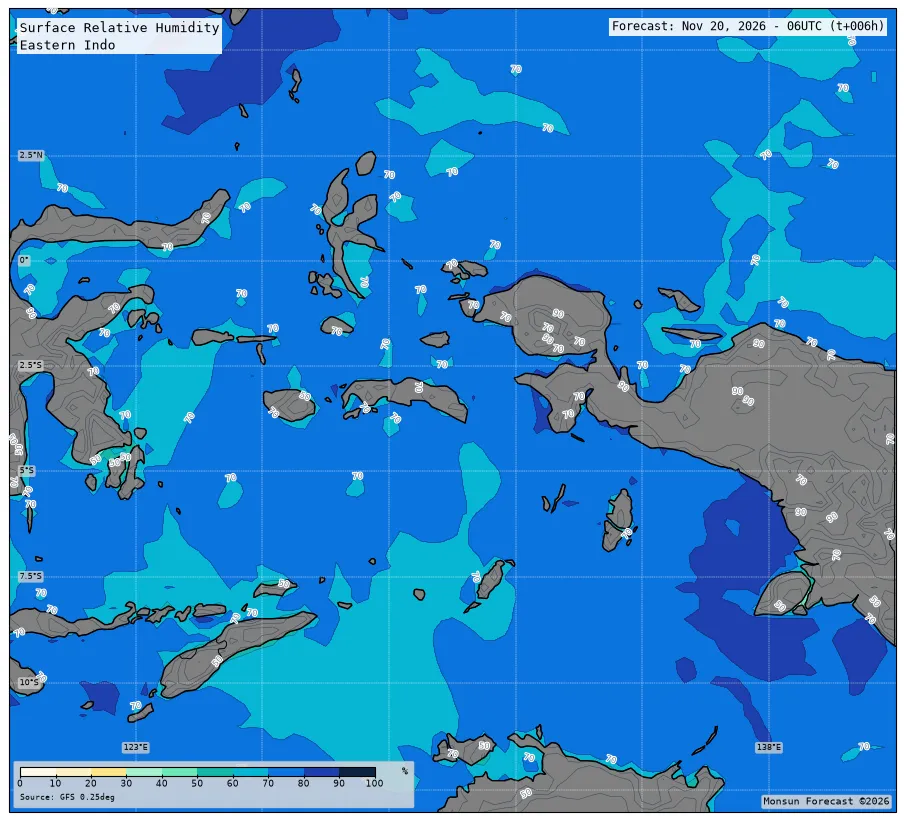 Surface Relative Humidity
Eastern Indo
Forecast: Nov 20, 2026 - 06UTC (t+006h)
2.5°N
0°
2.5°S
5°S
7.5°S
10°S
123°E
138°E
0 10 20 30 40 50 60 70 80 90 100 %
Source: GFS 0.25deg
Monsun Forecast ©2026